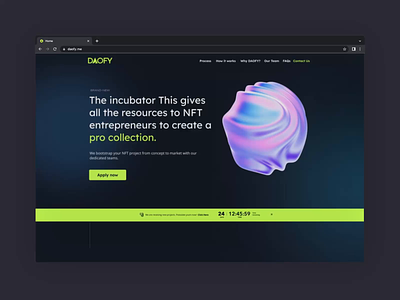 Home
daofy.me
DAOFY
Process How it works Why DAOFY? Our Team FAQs Contact Us
The incubator This gives
all the resources to NFT
entrepreneurs to create a
pro collection.
We bootstrap your NFT project from concept to market with our
dedicated teams.
Apply now
24 12:45:59